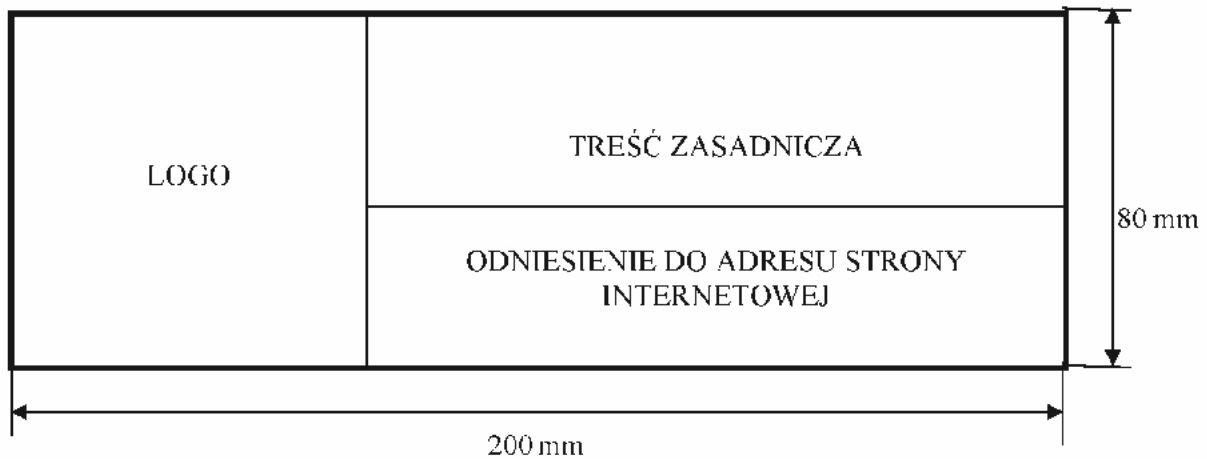 LOGO
TREŚĆ ZASADNICZA
80 mm
ODNIESIENIE DO ADRESU STRONY
INTERNETOWEJ
200 mm